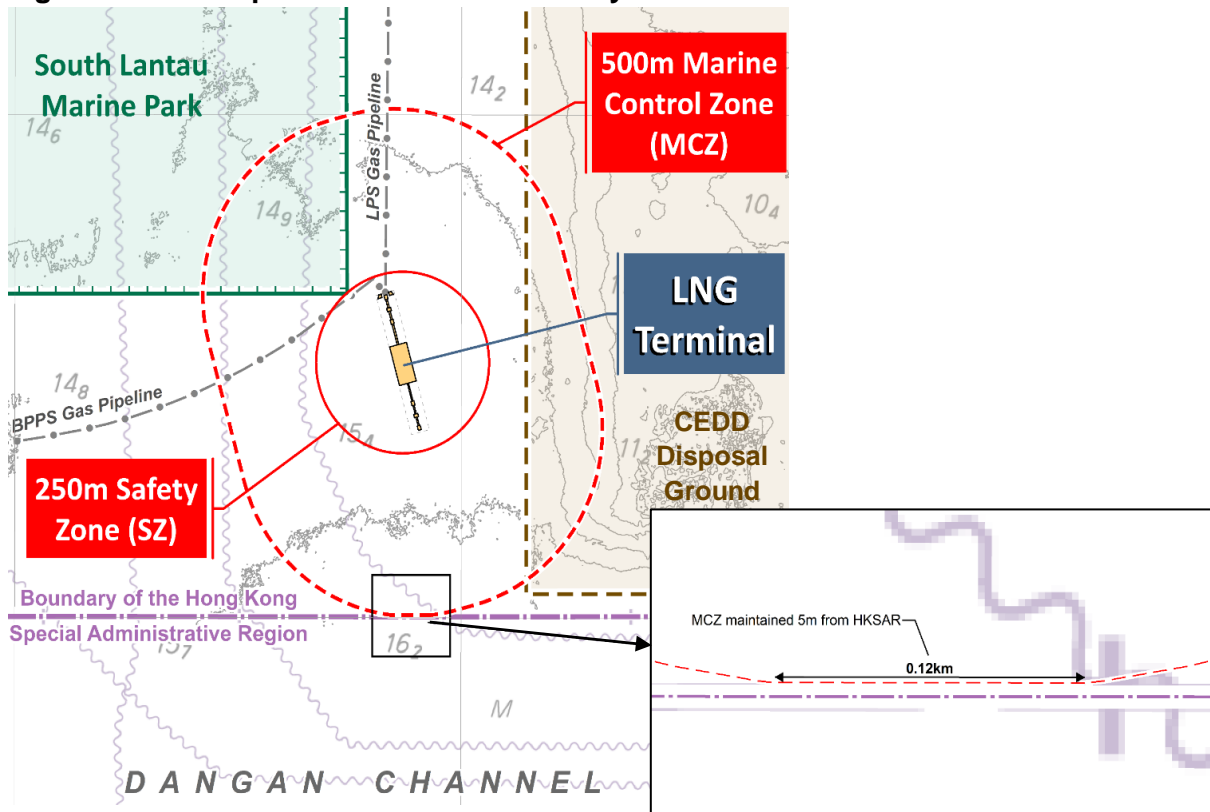 South Lantau
Marine Park
14₆
14₂
14₉
LPS Gas Pipeline
500m Marine
Control Zone
(MCZ)
10₄
LNG
Terminal
14₈
BPPS Gas Pipeline
15₄
11₂
CEDD
Disposal
Ground
250m Safety
Zone (SZ)
Boundary of the Hong Kong
Special Administrative Region
15₇
16₂
M
DANGAN CHANNEL
MCZ maintained 5m from HKSAR
0.12km